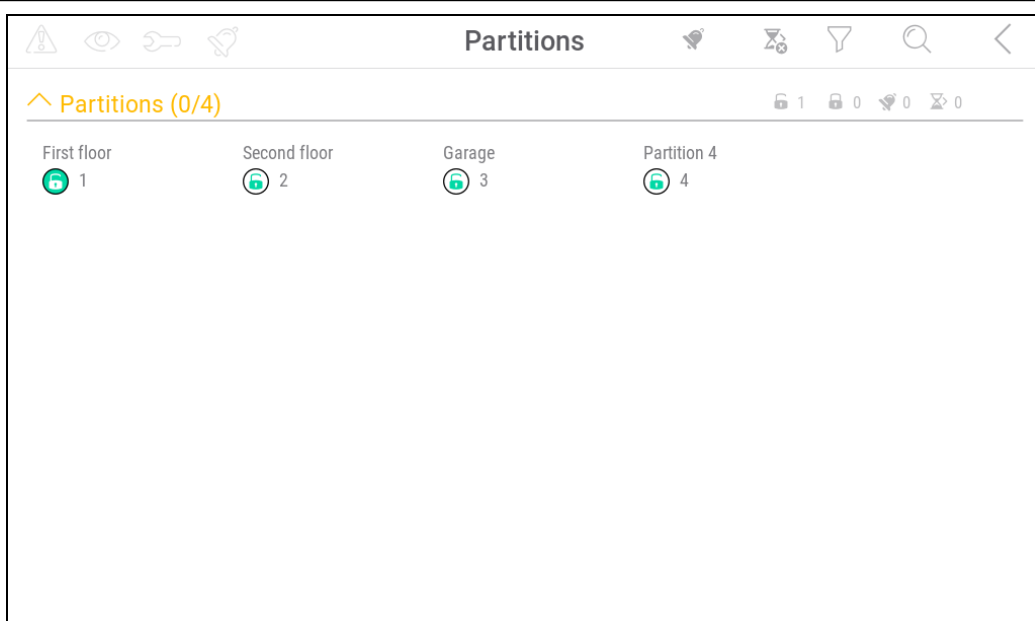 Partitions
Partitions (0/4)
1 0 0 0
First floor
1
Second floor
2
Garage
3
Partition 4
4